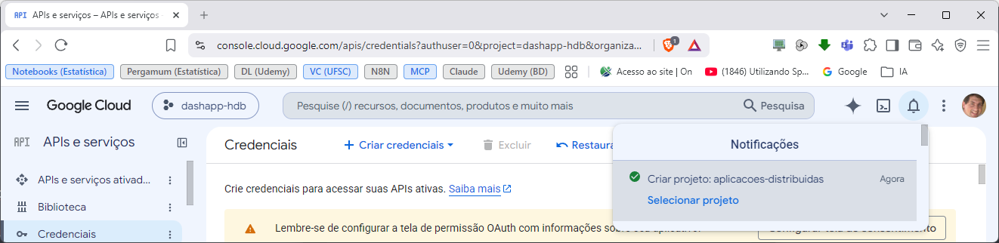 API APIs e serviços – APIs e serviços
console.cloud.google.com/apis/credentials?authuser=0&project=dashapp-hdb&organiza...
1
Notebooks (Estatística) Pergamum (Estatística) DL (Udemy) VC (UFSC) N8N MCP Claude Udemy (BD) Acesso ao site | On (1846) Utilizando Sp... Google IA
Google Cloud dashapp-hdb Pesquise (/) recursos, documentos, produtos e muito mais Pesquisa
API APIs e serviços
Credenciais + Criar credenciais Excluir Restaura
Notificações
APIs e serviços ativad...
Criar projeto: aplicacoes-distribuidas Agora
Crie credenciais para acessar suas APIs ativas. Saiba mais
Selecionar projeto
Biblioteca
Lembre-se de configurar a tela de permissão OAuth com informações
Credenciais